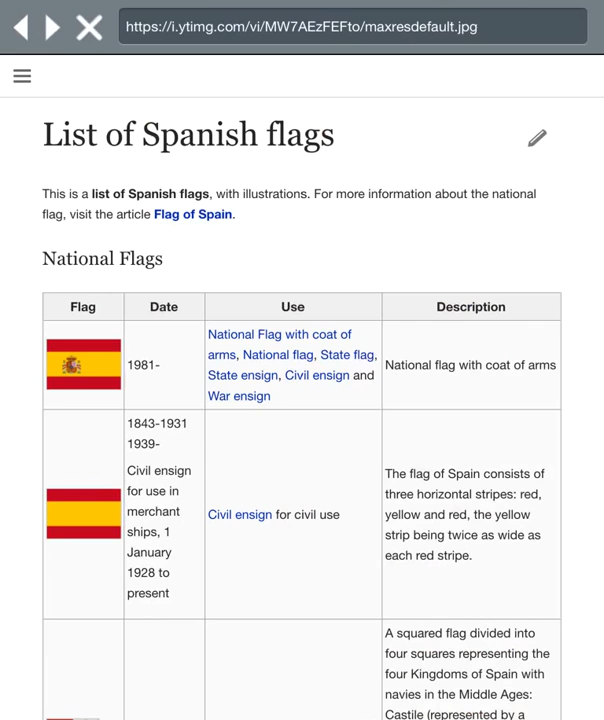 https://i.ytimg.com/vi/MW7AEzFEFto/maxresdefault.jpg
List of Spanish flags
This is a list of Spanish flags, with illustrations. For more information about the national
flag, visit the article Flag of Spain.
National Flags
Flag Date Use Description
1981-
National Flag with coat of
arms, National flag, State flag,
State ensign, Civil ensign and
War ensign
National flag with coat of arms
1843-1931
1939-
Civil ensign
for use in
merchant
ships, 1
January
1928 to
present
Civil ensign for civil use
The flag of Spain consists of
three horizontal stripes: red,
yellow and red, the yellow
strip being twice as wide as
each red stripe.
A squared flag divided into
four squares representing the
four Kingdoms of Spain with
navies in the Middle Ages:
Castile (represented by a